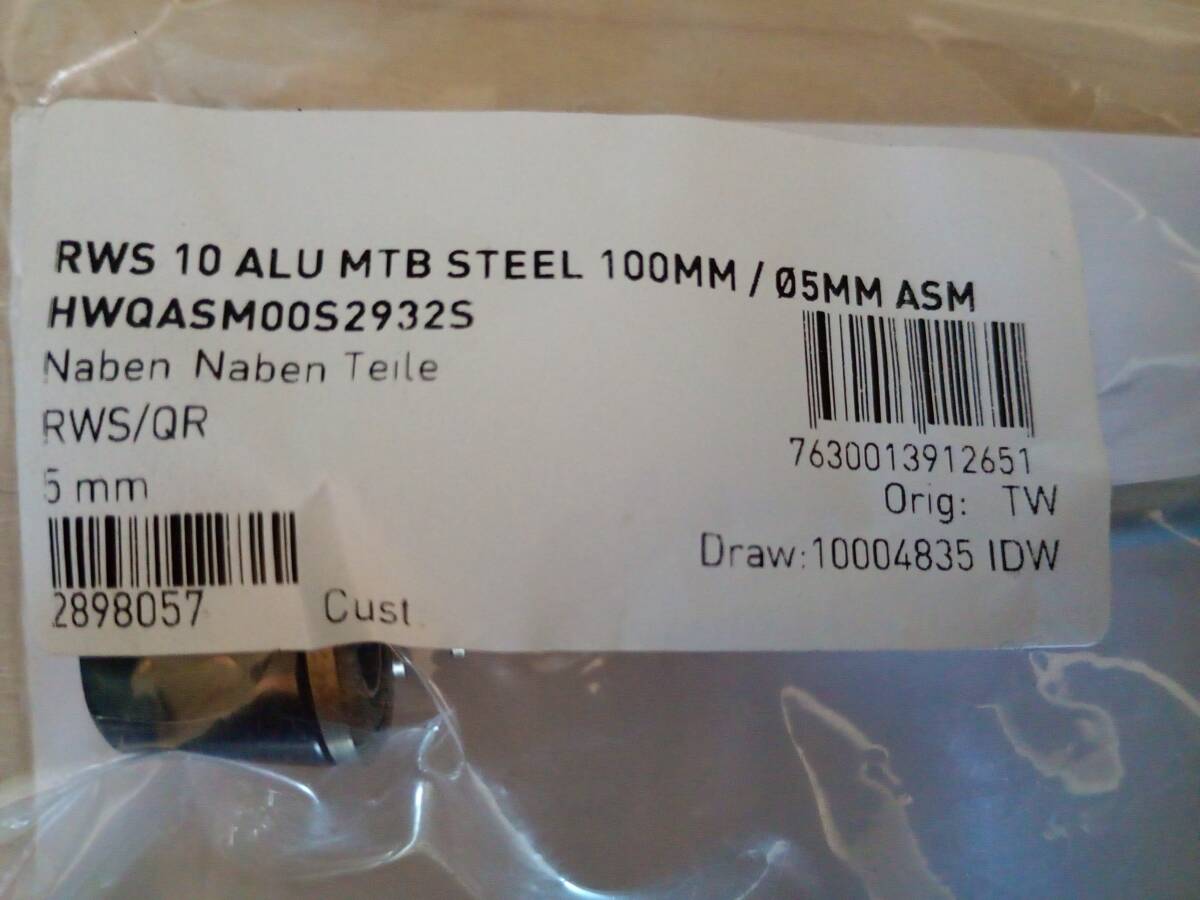 RWS 10 ALU MTB STEEL 100MM / Ø5MM ASM
HWQASM00S2932S
Naben Naben Teile
RWS/QR
5 mm
7630013912651
Orig: TW
Draw:10004835 IDW
2898057
Cust.